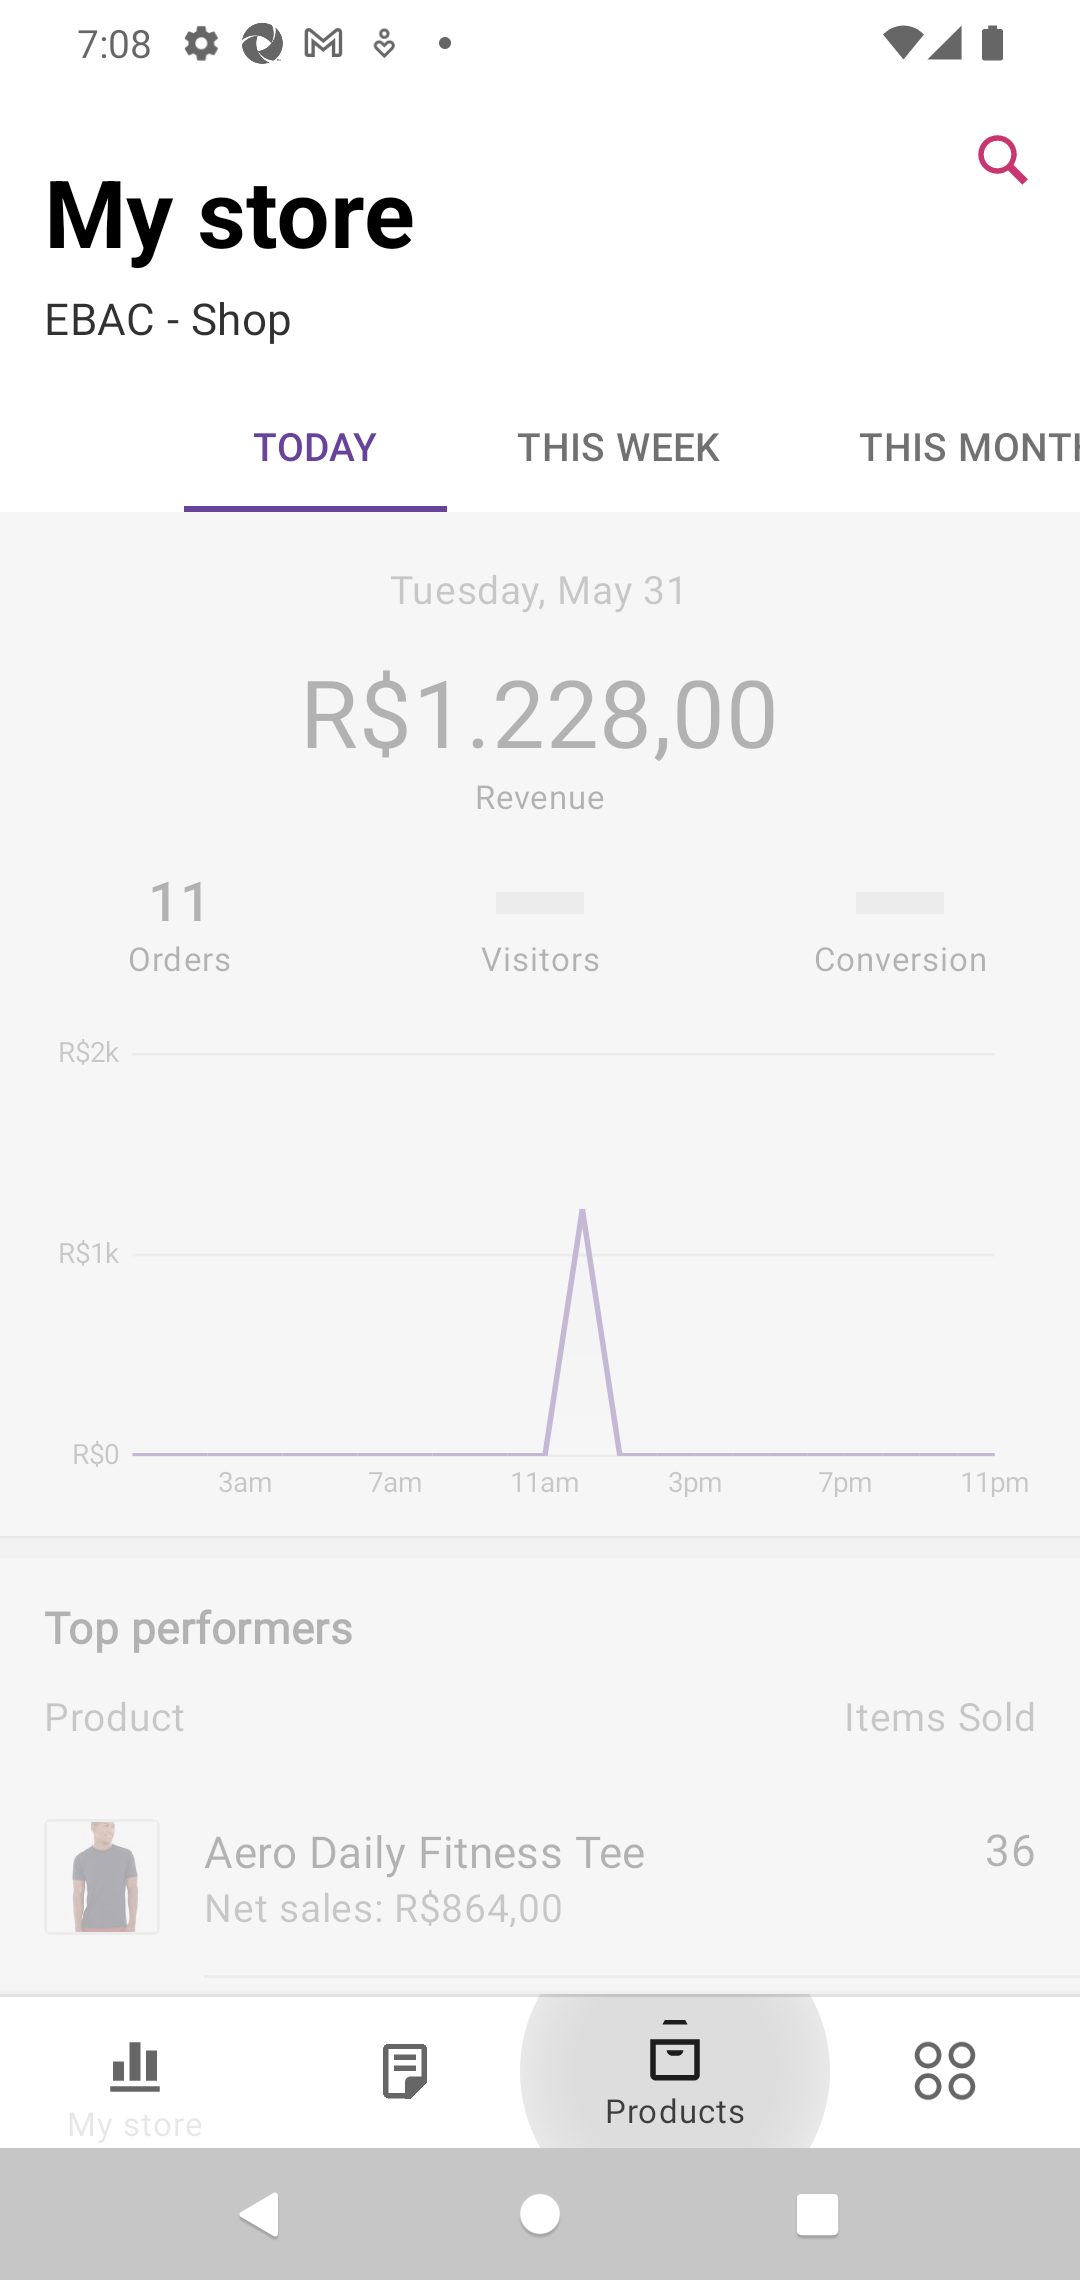 7:08
My store
EBAC - Shop
TODAY THIS WEEK THIS MONTH
Tuesday, May 31
R$1.228,00
Revenue
11
Orders Visitors Conversion
R$2k
R$1k
R$0
3am 7am 11am 3pm 7pm 11pm
Top performers
Product Items Sold
Aero Daily Fitness Tee 36
Net sales: R$864,00
Products
My store